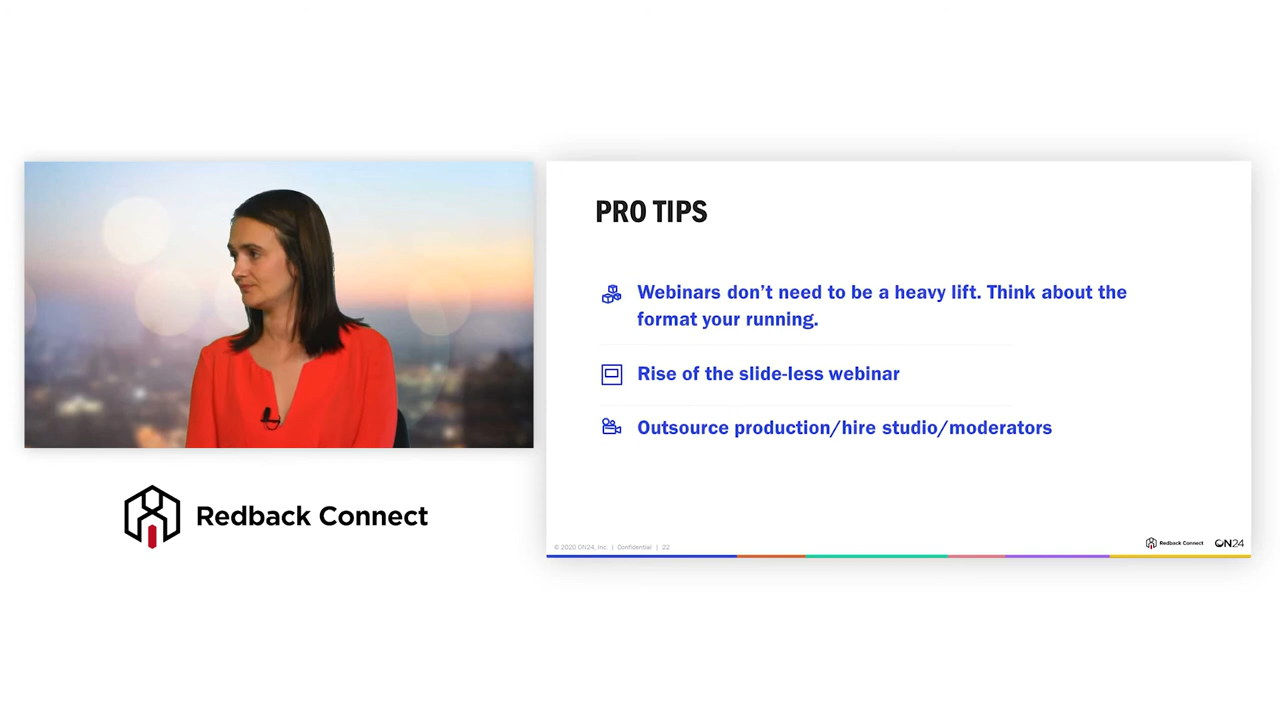 PRO TIPS
Webinars don’t need to be a heavy lift. Think about the
format your running.
Rise of the slide-less webinar
Outsource production/hire studio/moderators
Redback Connect
© 2020 ON24, Inc. | Confidential | 22
Redback Connect ON24